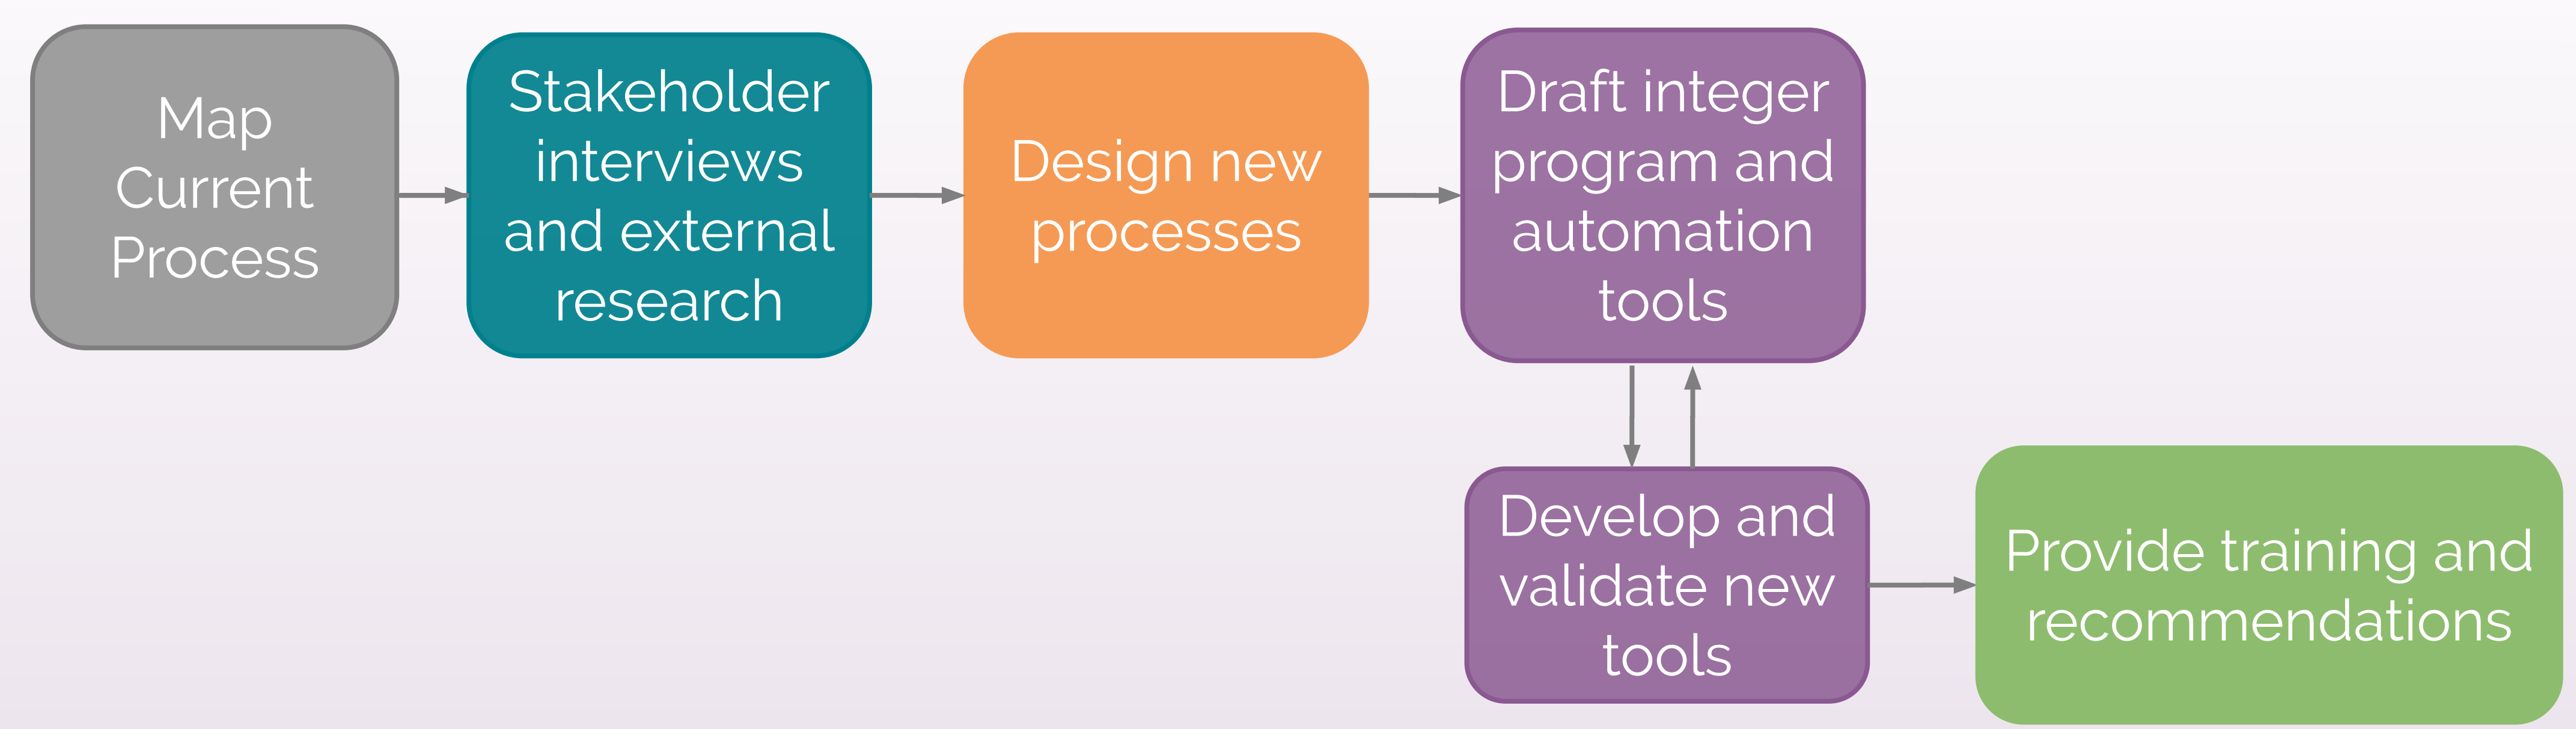 Map
Current
Process
Stakeholder
interviews
and external
research
Design new
processes
Draft integer
program and
automation
tools
Develop and
validate new
tools
Provide training and
recommendations